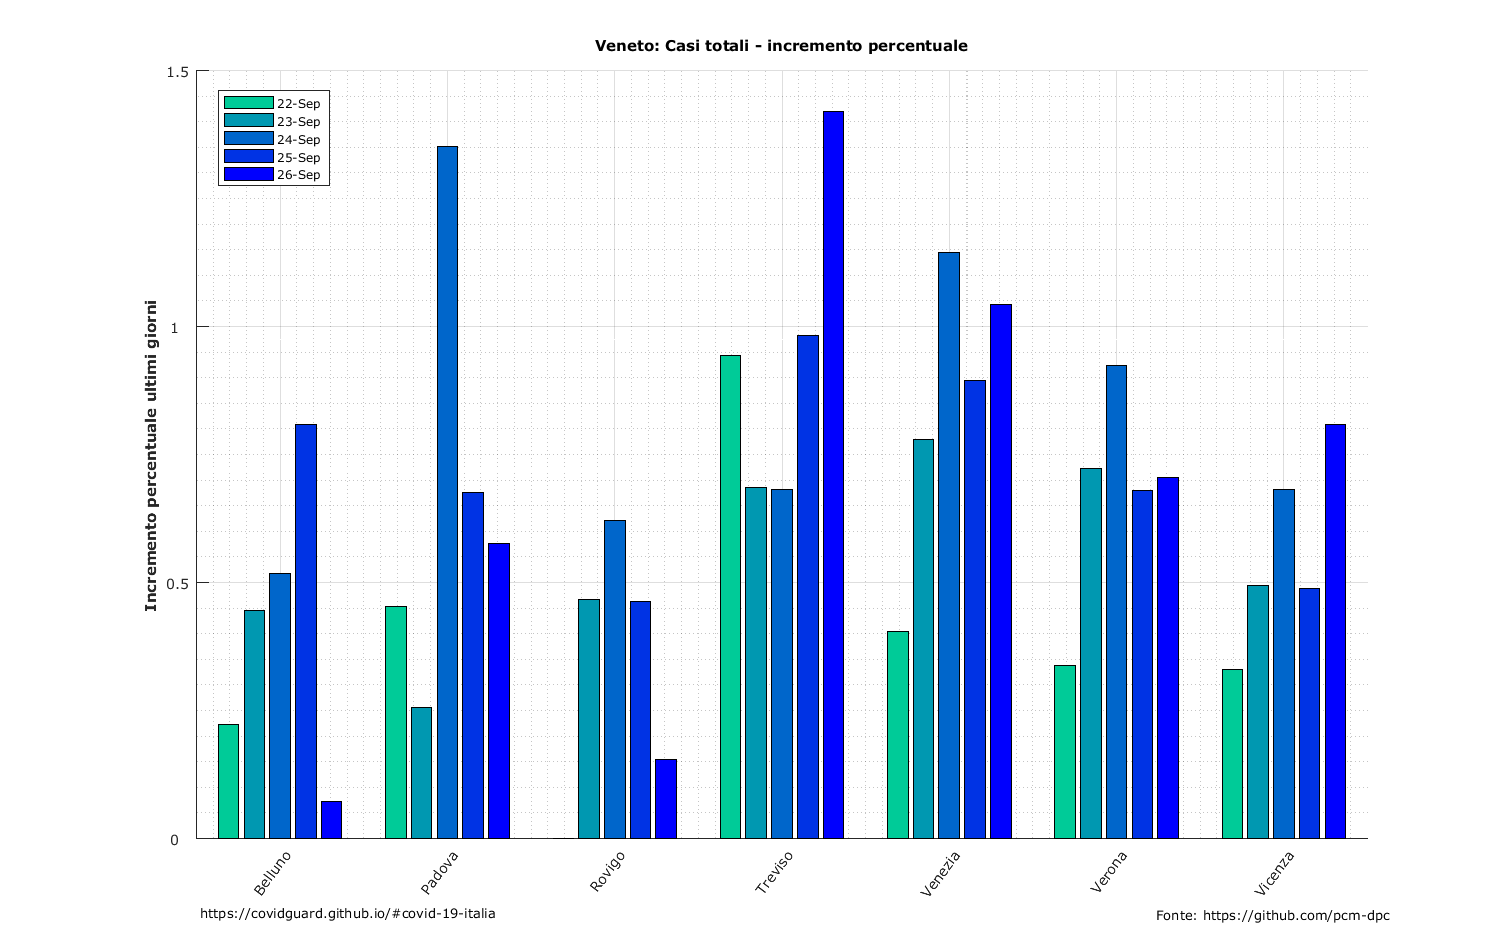 Veneto: Casi totali - incremento percentuale
1.5
1
0.5
0
Incremento percentuale ultimi giorni
22-Sep
23-Sep
24-Sep
25-Sep
26-Sep
Belluno
Padova
Rovigo
Treviso
Venezia
Verona
Vicenza
https://covidguard.github.io/#covid-19-italia
Fonte: https://github.com/pcm-dpc